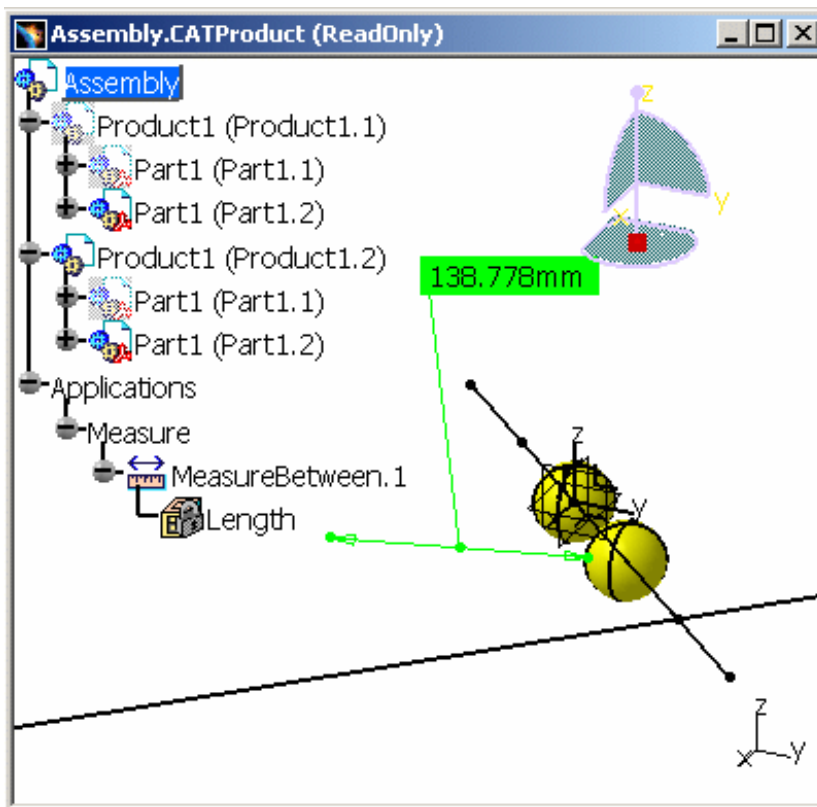 Assembly.CATProduct (ReadOnly)
Assembly
Product1 (Product1.1)
Part1 (Part1.1)
Part1 (Part1.2)
Product1 (Product1.2)
Part1 (Part1.1)
Part1 (Part1.2)
Applications
Measure
MeasureBetween.1
Length
138.778mm
z
y
x
z
y
z
x
y